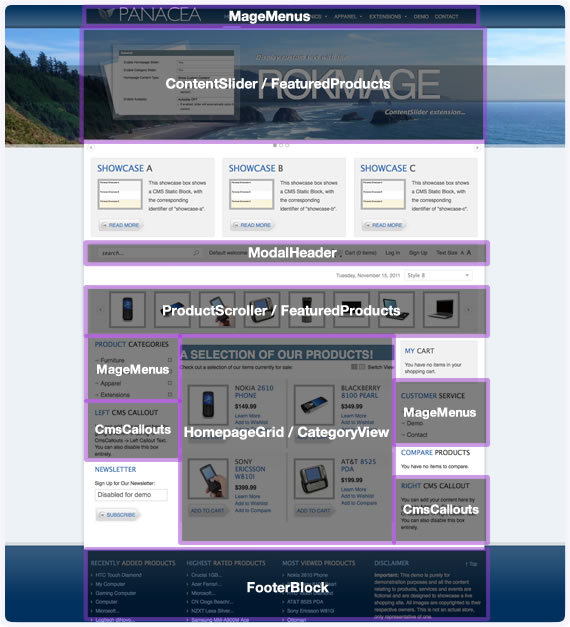 PANACEA
MageMenus
APPAREL EXTENSIONS DEMO CONTACT
ContentSlider / FeaturedProducts
ROKMAGE
ContentSlider extension...
SHOWCASE A
This showcase box shows
a CMS Static Block, with
the corresponding
identifier of "showcase-a".
READ MORE
SHOWCASE B
This showcase box shows
a CMS Static Block, with
the corresponding
identifier of "showcase-b".
READ MORE
SHOWCASE C
This showcase box shows
a CMS Static Block, with
the corresponding
identifier of "showcase-c".
READ MORE
search...
Default welcome
ModalHeader
Cart (0 items) Log In Sign Up Text Size A A
Tuesday, November 15, 2011 Style 8
ProductScroller / FeaturedProducts
PRODUCT CATEGORIES
Furniture
MageMenus
Apparel
Extensions
LEFT CMS CALLOUT
CmsCallouts
CmsCallouts -> Left Callout Text.
You can also disable this
block entirely.
NEWSLETTER
Sign Up for Our Newsletter:
Disabled for demo
SUBSCRIBE
A SELECTION OF OUR PRODUCTS!
Check out a selection of items currently for sale:
Switch View
NOKIA 2610
PHONE
$149.99
Learn More
Add to Wishlist
Add to Compare
ADD TO CART
BLACKBERRY
8100 PEARL
$349.99
Learn More
Add to Wishlist
Add to Compare
HomepageGrid / CategoryView
SONY
ERICSSON
W810I
$399.99
Learn More
Add to Wishlist
Add to Compare
ADD TO CART
AT&T 8525
PDA
$199.99
Learn More
Add to Wishlist
Add to Compare
ADD TO CART
MY CART
You have no items in your
shopping cart.
CUSTOMER SERVICE
MageMenus
Demo
Contact
COMPARE PRODUCTS
You have no items to compare.
RIGHT CMS CALLOUT
You can add your content here by
CmsCallouts
You can also disable this block
entirely.
RECENTLY ADDED PRODUCTS
HTC Touch Diamond
My Computer
Gaming Computer
Computer
Microsoft...
Logitech diNovo...
HIGHEST RATED PRODUCTS
Crucial 1GB...
Acer Ferrari...
Microsoft...
CN Clogs Beach/...
Samsung MM-A900M Ace
MOST VIEWED PRODUCTS
Nokia 2610 Phone
AT&T 8525 PDA
Sony Ericsson W810i
Ottoman
FooterBlock
DISCLAIMER
↑ Top
Important: This demo is purely for
demonstration purposes and all the content
relating to products, services and events are
fictional and are designed to showcase a live
shopping site. All images are copyrighted to their
respective owners. This is not an actual store,
only representative of one.